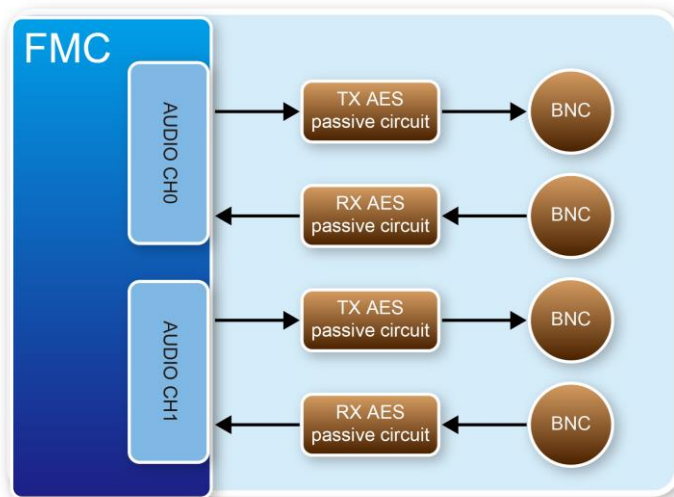 FMC
AUDIO CH0
TX AES
passive circuit
BNC
RX AES
passive circuit
BNC
AUDIO CH1
TX AES
passive circuit
BNC
RX AES
passive circuit
BNC